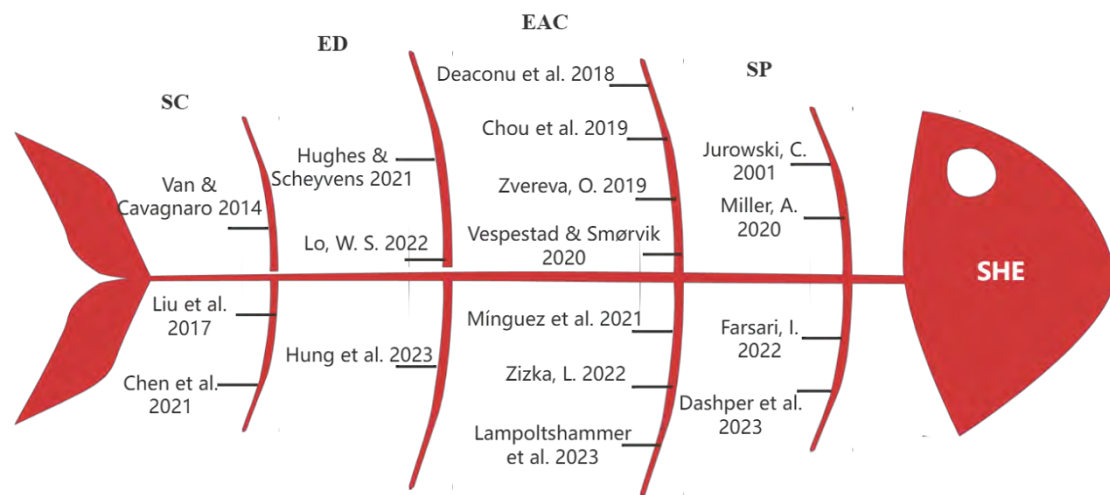 SC
Van &
Cavagnaro 2014
Liu et al.
2017
Chen et al.
2021
ED
Hughes &
Scheyvens 2021
Lo, W. S. 2022
Hung et al. 2023
EAC
Deaconu et al. 2018
Chou et al. 2019
Zvereva, O. 2019
Vespestad & Smørvik
2020
Mínguez et al. 2021
Zizka, L. 2022
Lampoltshammer
et al. 2023
SP
Jurowski, C.
2001
Miller, A.
2020
Farsari, I.
2022
Dashper et al.
2023
SHE